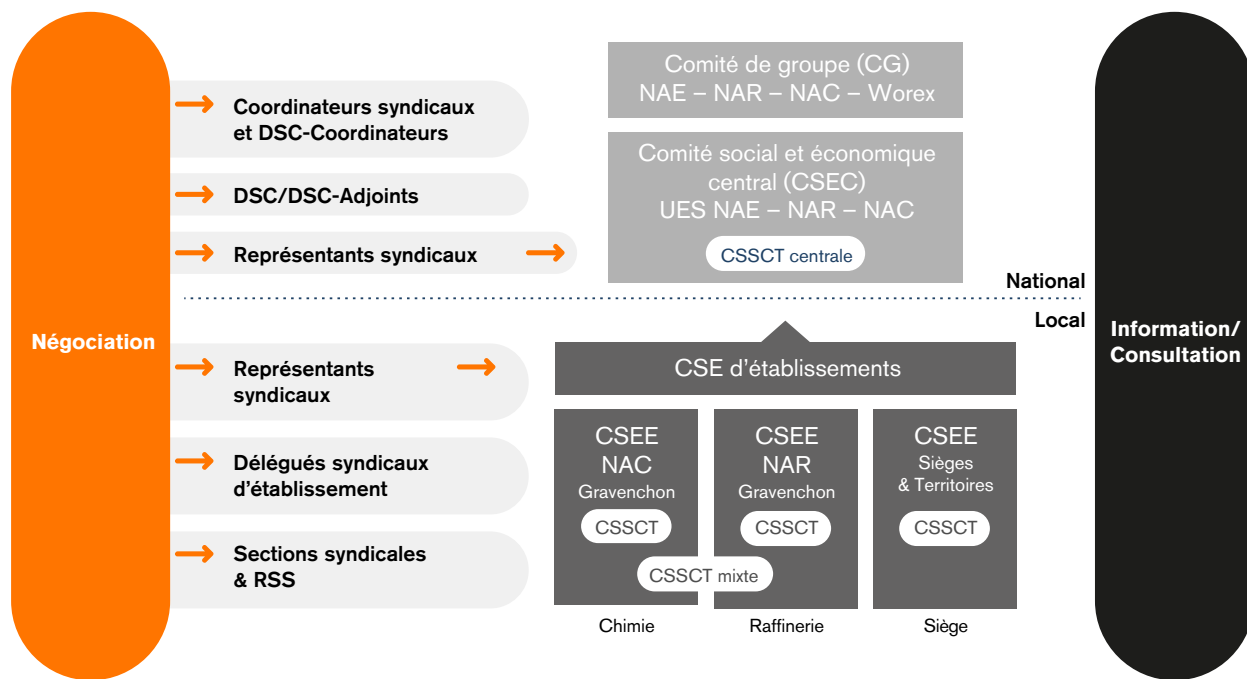 Négociation
Coordinateurs syndicaux
et DSC-Coordinateurs
DSC/DSC-Adjoints
Représentants syndicaux
Comité de groupe (CG)
NAE – NAR – NAC – Worex
Comité social et économique
central (CSEC)
UES NAE – NAR – NAC
CSSCT centrale
National
Local
Information/
Consultation
Représentants
syndicaux
Délégués syndicaux
d’établissement
Sections syndicales
& RSS
CSE d’établissements
CSEE
NAC
Gravenchon
CSSCT
CSEE
NAR
Gravenchon
CSSCT
CSEE
Sièges
& Territoires
CSSCT
CSSCT mixte
Chimie
Raffinerie
Siège